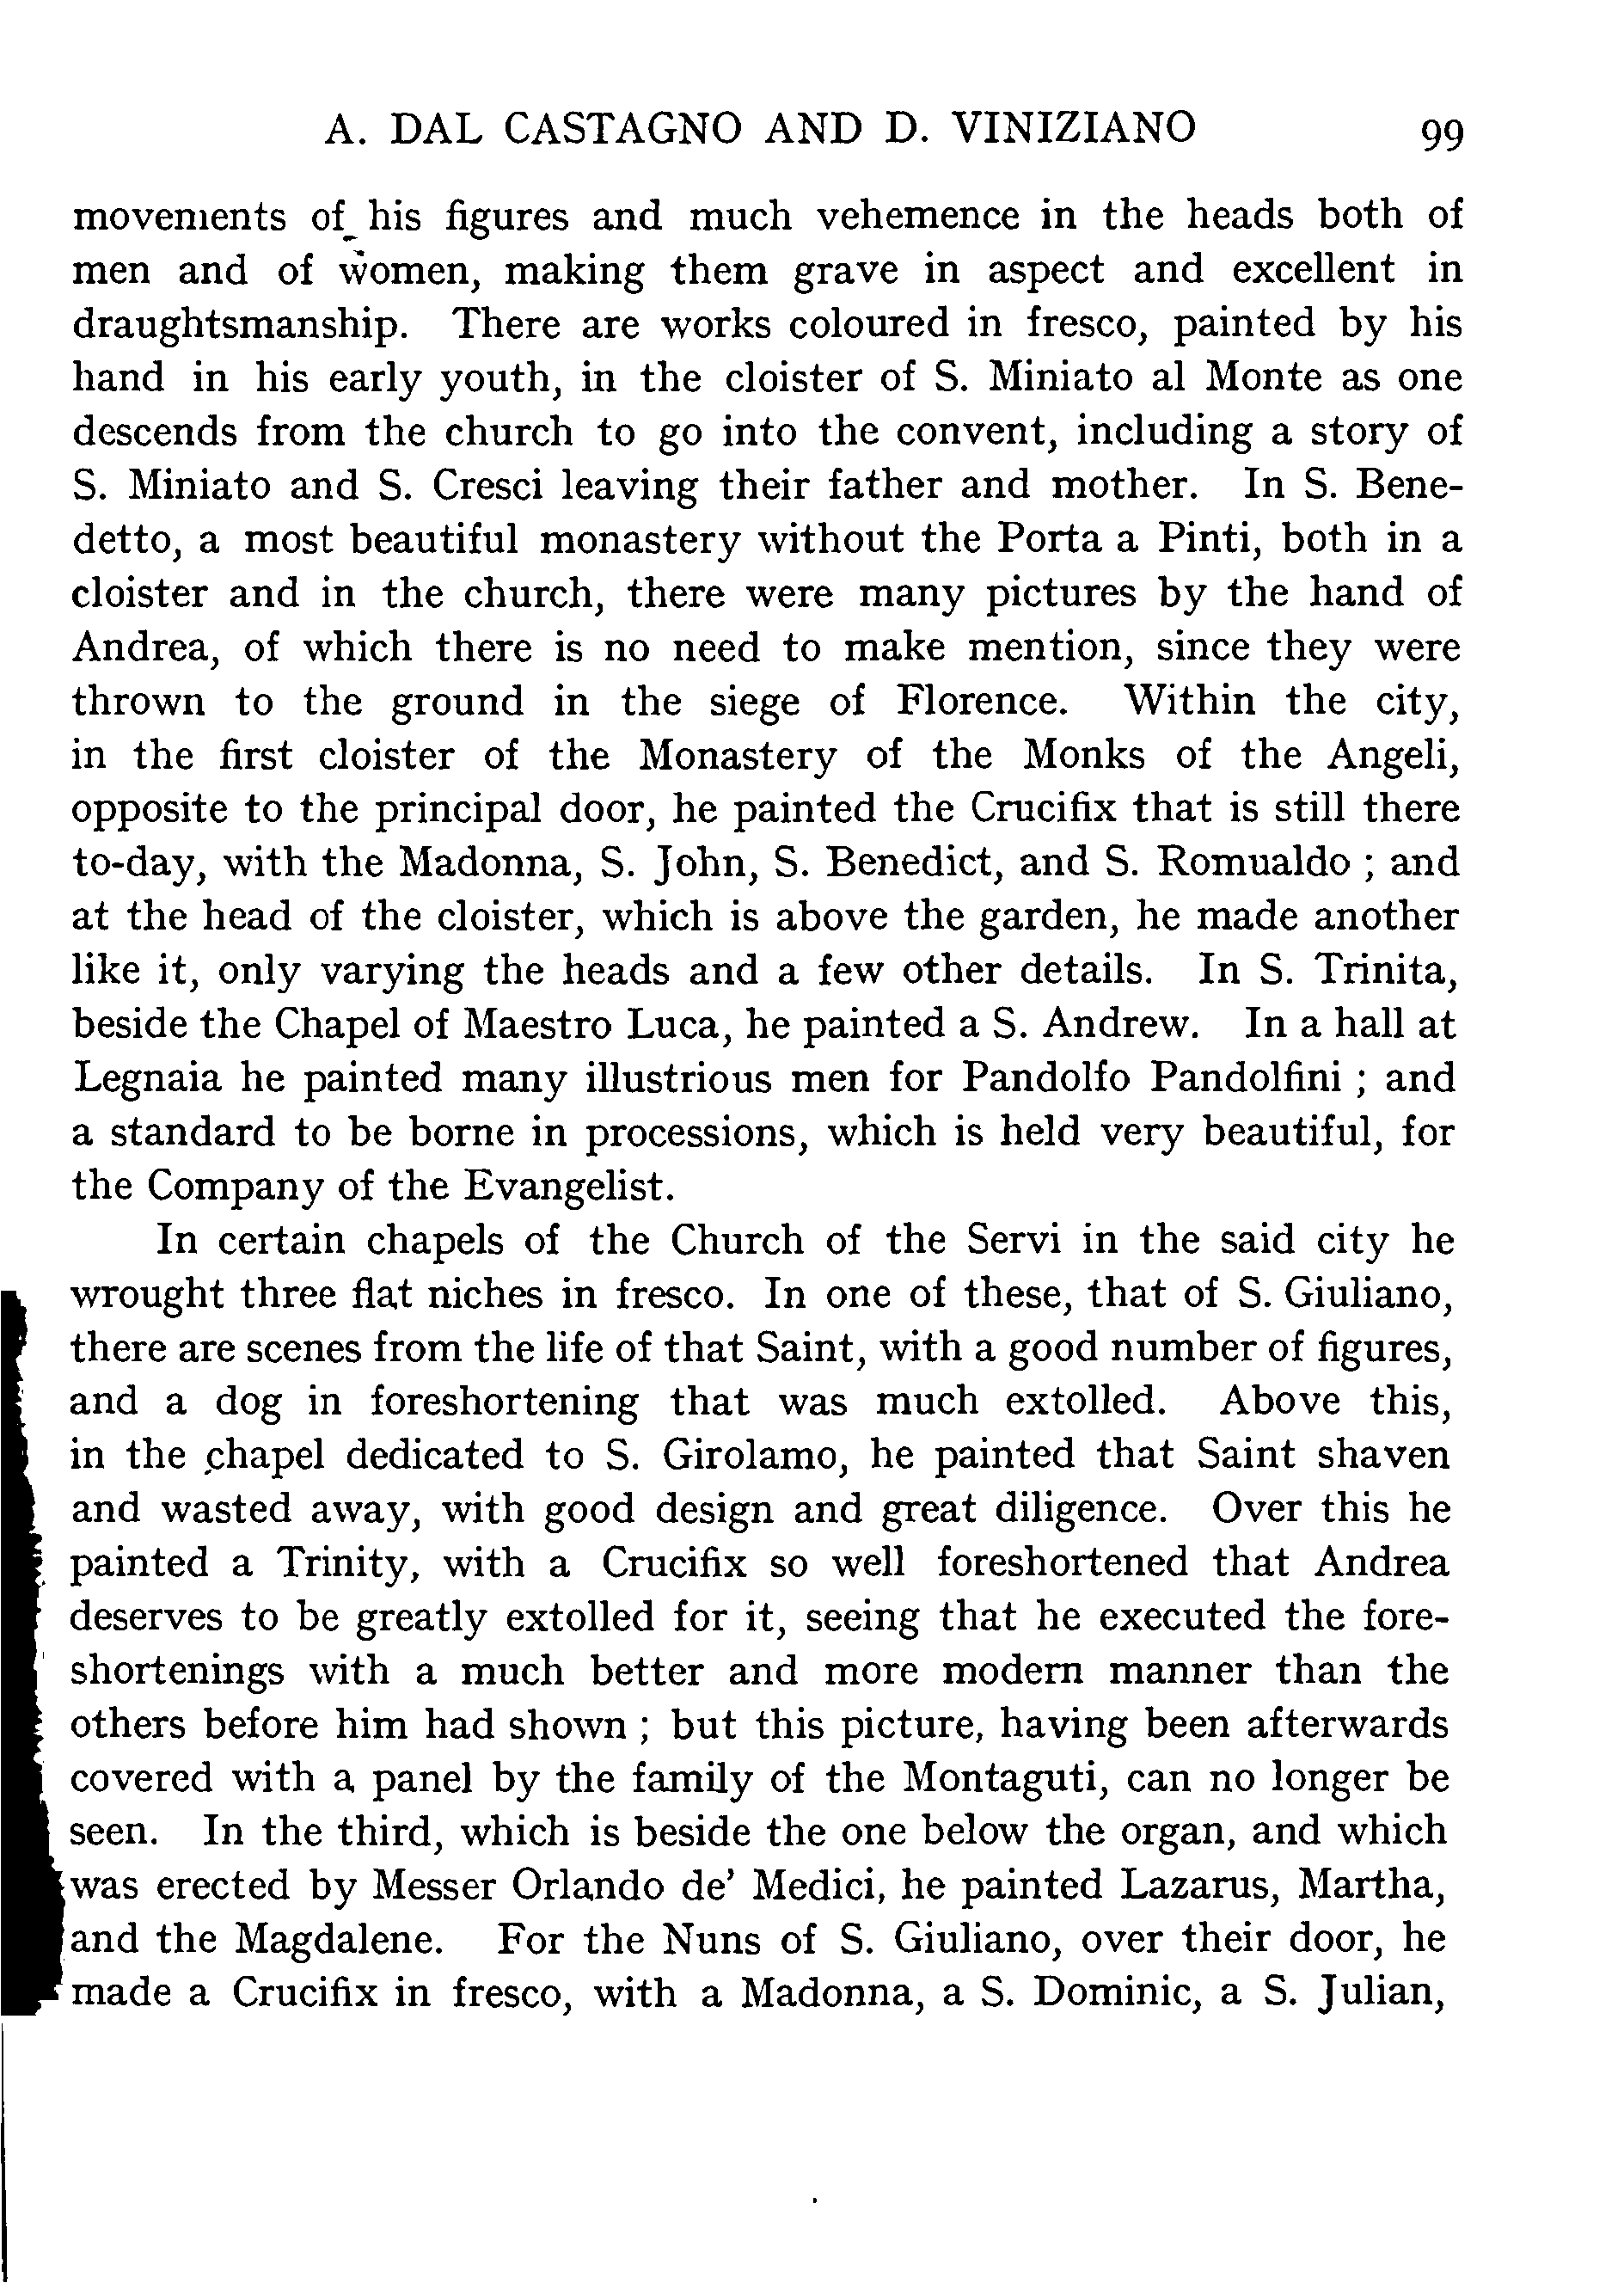 A. DAL CASTAGNO AND D. VINIZIANO 99
movements of his figures and much vehemence in the heads both of
men and of women, making them grave in aspect and excellent in
draughtsmanship. There are works coloured in fresco, painted by his
hand in his early youth, in the cloister of S. Miniato al Monte as one
descends from the church to go into the convent, including a story of
S. Miniato and S. Cresci leaving their father and mother. In S. Bene-
detto, a most beautiful monastery without the Porta a Pinti, both in a
cloister and in the church, there were many pictures by the hand of
Andrea, of which there is no need to make mention, since they were
thrown to the ground in the siege of Florence. Within the city,
in the first cloister of the Monastery of the Monks of the Angeli,
opposite to the principal door, he painted the Crucifix that is still there
to-day, with the Madonna, S. John, S. Benedict, and S. Romualdo ; and
at the head of the cloister, which is above the garden, he made another
like it, only varying the heads and a few other details. In S. Trinita,
beside the Chapel of Maestro Luca, he painted a S. Andrew. In a hall at
Legnaia he painted many illustrious men for Pandolfo Pandolfini ; and
a standard to be borne in processions, which is held very beautiful, for
the Company of the Evangelist.
In certain chapels of the Church of the Servi in the said city he
wrought three flat niches in fresco. In one of these, that of S. Giuliano,
there are scenes from the life of that Saint, with a good number of figures,
and a dog in foreshortening that was much extolled. Above this,
in the chapel dedicated to S. Girolamo, he painted that Saint shaven
and wasted away, with good design and great diligence. Over this he
painted a Trinity, with a Crucifix so well foreshortened that Andrea
deserves to be greatly extolled for it, seeing that he executed the fore-
shortenings with a much better and more modern manner than the
others before him had shown ; but this picture, having been afterwards
covered with a panel by the family of the Montaguti, can no longer be
seen. In the third, which is beside the one below the organ, and which
was erected by Messer Orlando de' Medici, he painted Lazarus, Martha,
and the Magdalene. For the Nuns of S. Giuliano, over their door, he
made a Crucifix in fresco, with a Madonna, a S. Dominic, a S. Julian,